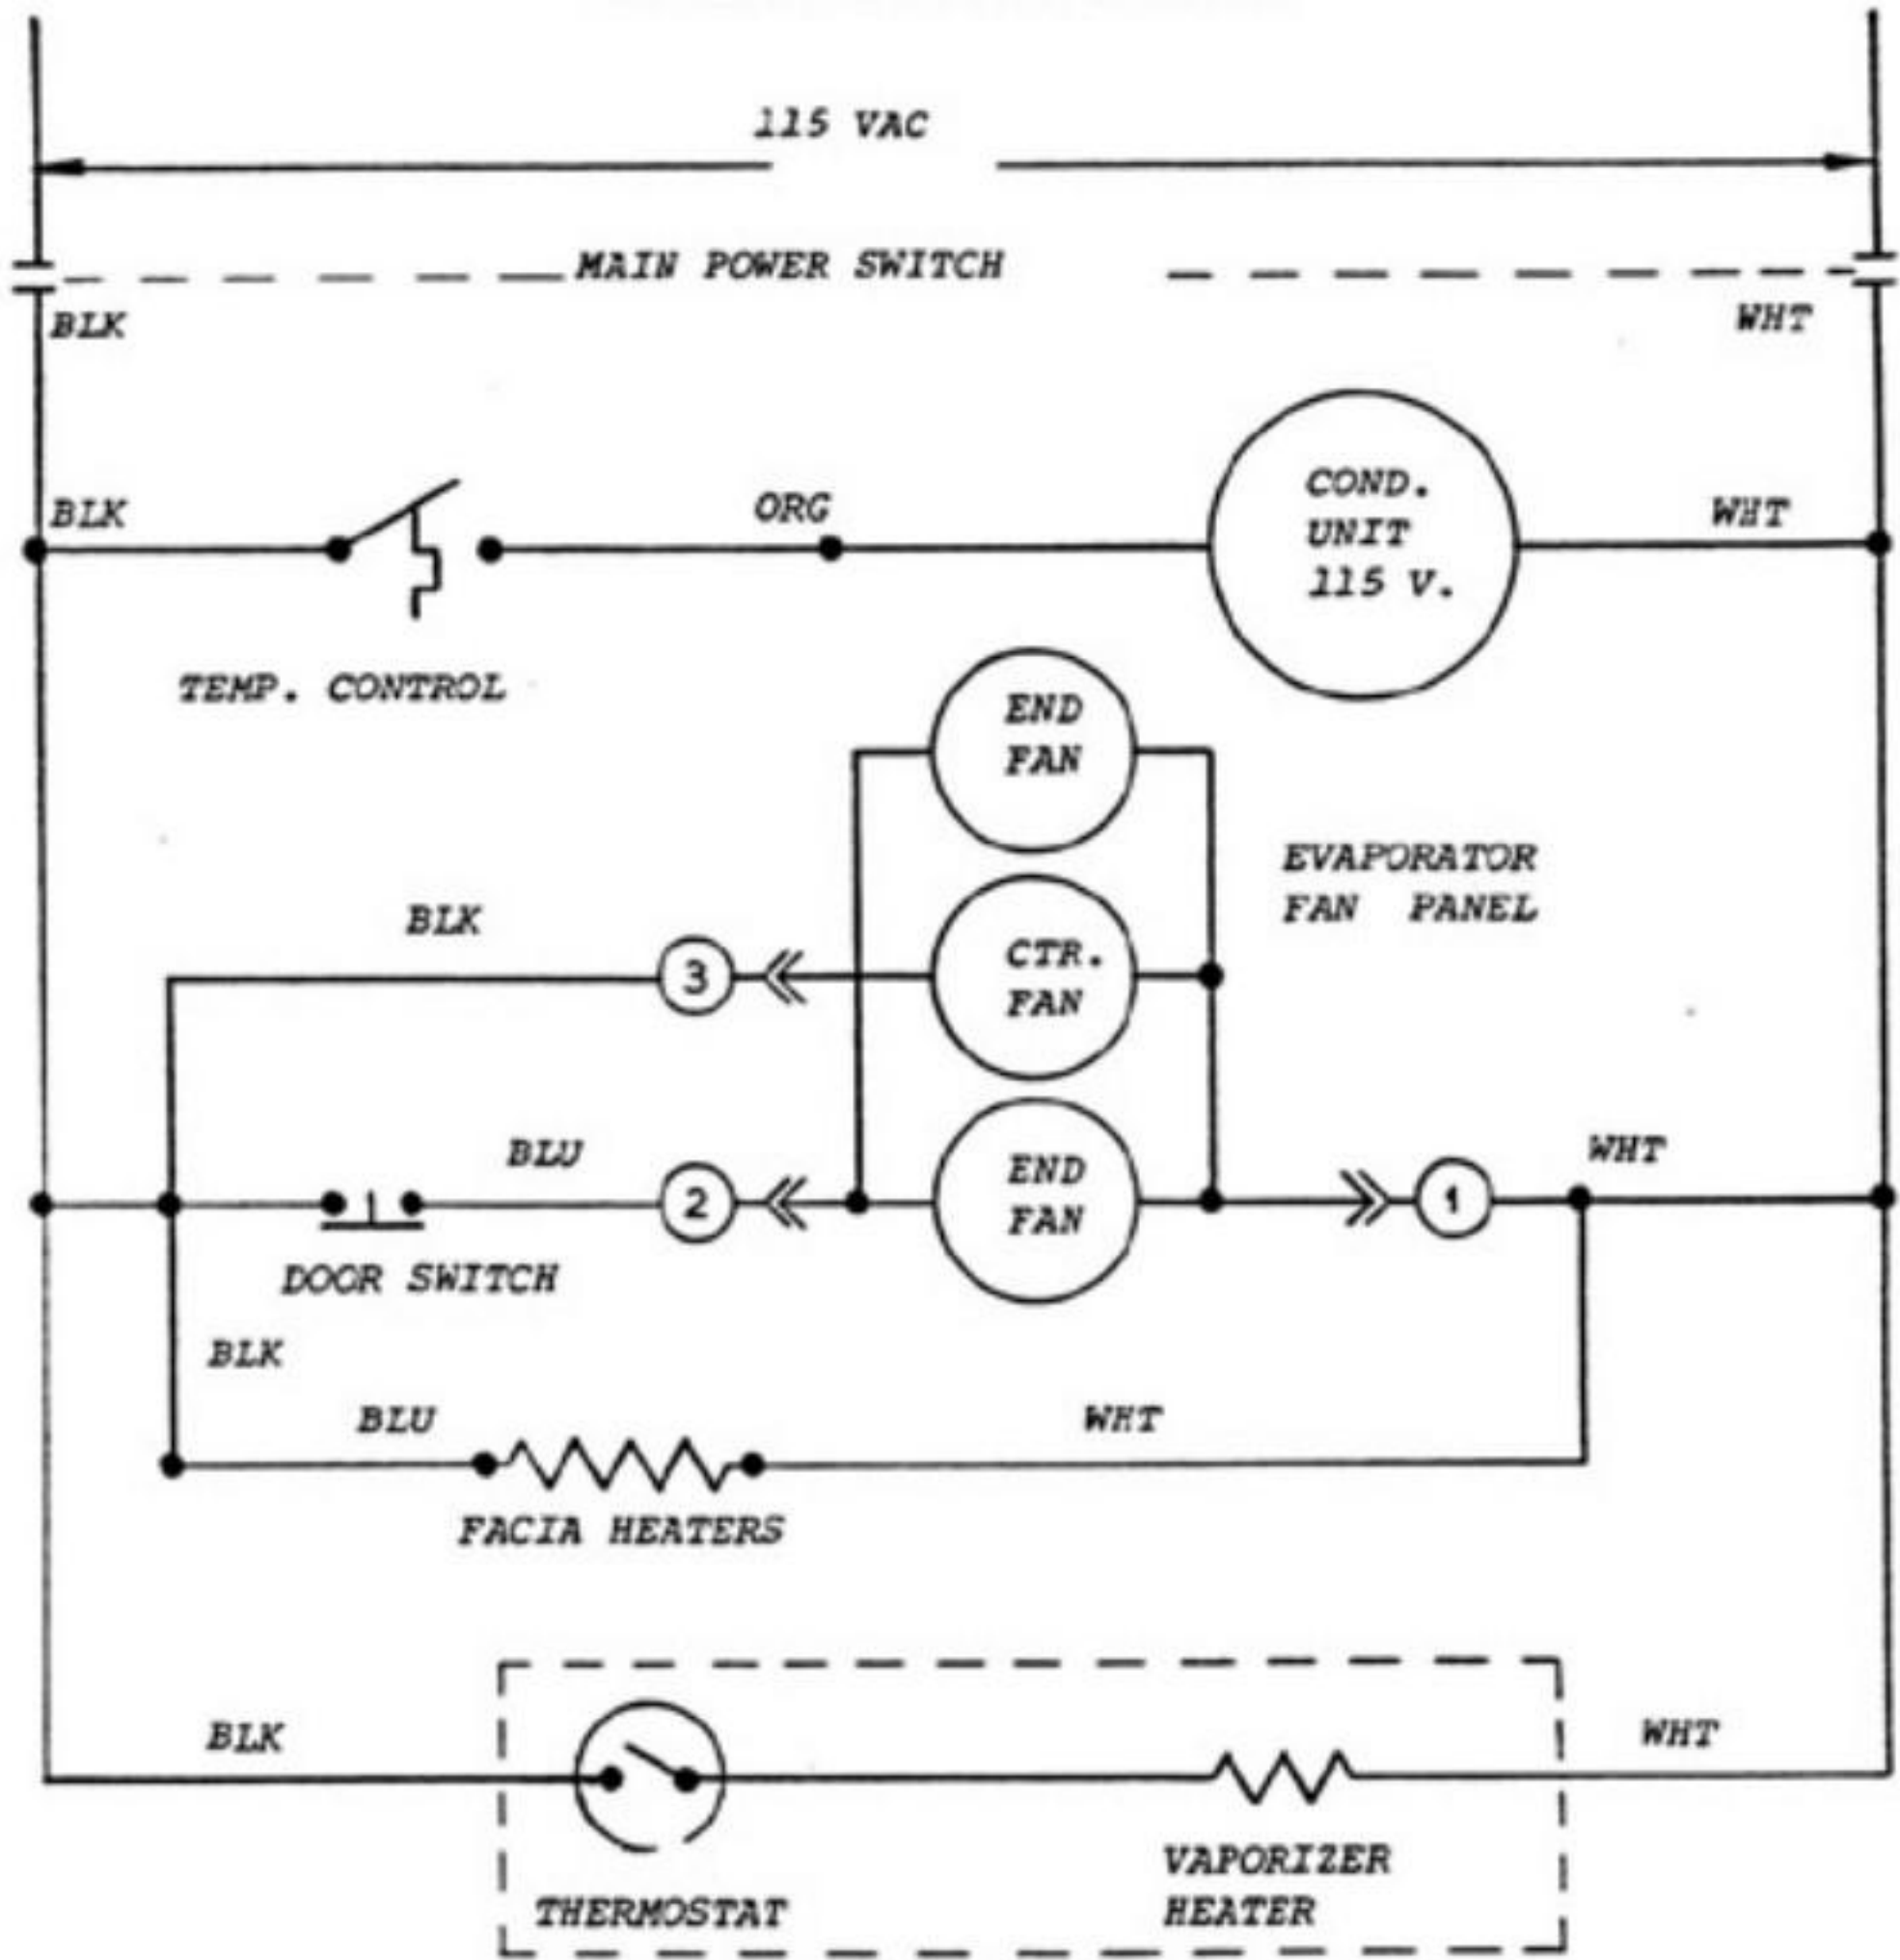 115 VAC
MAIN POWER SWITCH
BLK
WHT
BLK
ORG
COND.
UNIT
115 V.
WHT
TEMP. CONTROL
END
FAN
EVAPORATOR
FAN PANEL
BLK
3
CTR.
FAN
BLU
2
END
FAN
1
WHT
DOOR SWITCH
BLK
BLU
WHT
FACIA HEATERS
BLK
WHT
THERMOSTAT
VAPORIZER
HEATER